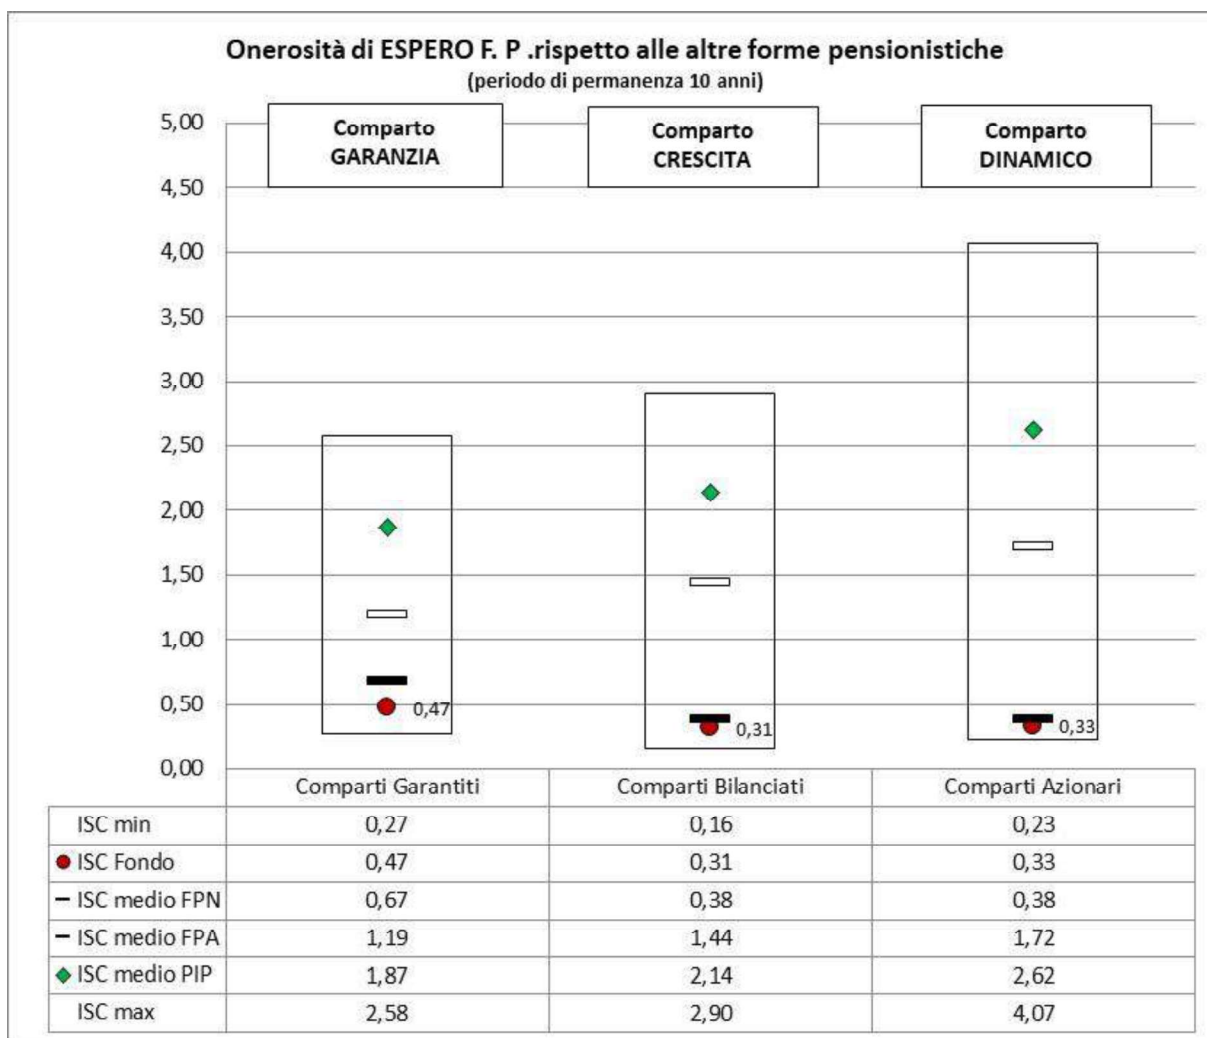 Onerosità di ESPERO F. P .rispetto alle altre forme pensionistiche
(periodo di permanenza 10 anni)
Comparto
GARANZIA
Comparto
CRESCITA
Comparto
DINAMICO
5,00
4,50
4,00
3,50
3,00
2,50
2,00
1,50
1,00
0,50
0,00
0,47
0,31
0,33
Comparti Garantiti Comparti Bilanciati Comparti Azionari
ISC min 0,27 0,16 0,23
ISC Fondo 0,47 0,31 0,33
ISC medio FPN 0,67 0,38 0,38
ISC medio FPA 1,19 1,44 1,72
ISC medio PIP 1,87 2,14 2,62
ISC max 2,58 2,90 4,07